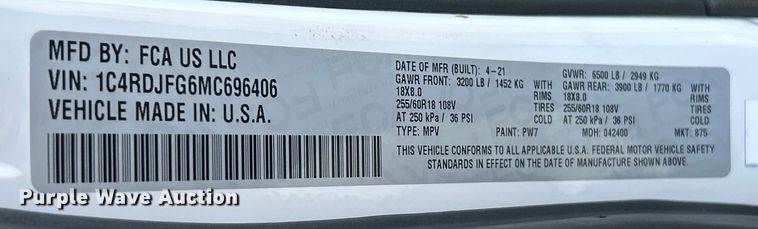 MFD BY: FCA US LLC
VIN: 1C4RDJFG6MC696406
VEHICLE MADE IN: U.S.A.
DATE OF MFR (BUILT): 4-21 GVWR: 6500 LB / 2949 KG
GAWR FRONT: 3200 LB / 1452 KG GAWR REAR: 3900 LB / 1770 KG
18X8.0 RIMS 18X8.0 RIMS
255/60R18 108V TIRES 255/60R18 108V TIRES
AT 250 kPa / 36 PSI COLD AT 250 kPa / 36 PSI COLD
TYPE: MPV PAINT: PW7 MDH: 042400 MKT: 875
THIS VEHICLE CONFORMS TO ALL APPLICABLE U.S.A. FEDERAL MOTOR VEHICLE SAFETY
STANDARDS IN EFFECT ON THE DATE OF MANUFACTURE SHOWN ABOVE.
Purple Wave Auction